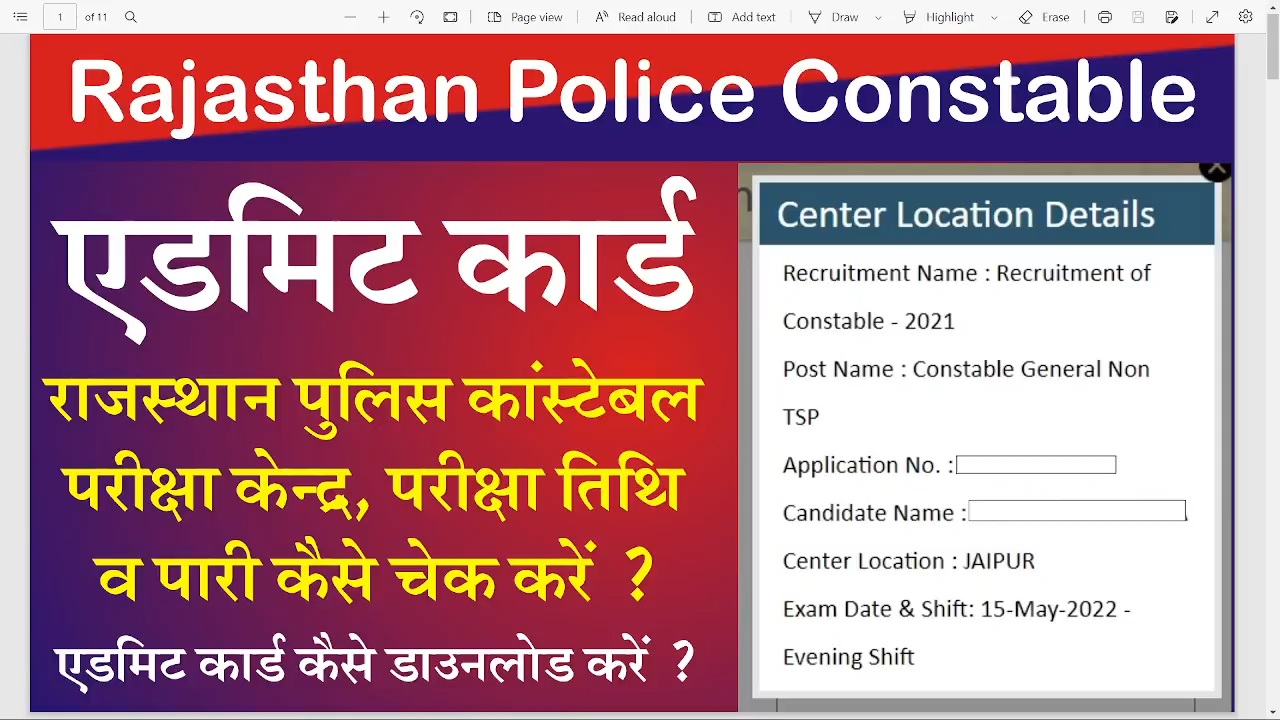 1 of 11 Page view Read aloud Add text Draw Highlight Erase
Rajasthan Police Constable
एडमिट कार्ड
राजस्थान पुलिस कांस्टेबल
परीक्षा केन्द्र, परीक्षा तिथि
व पारी कैसे चेक करें ?
एडमिट कार्ड कैसे डाउनलोड करें ?
Center Location Details
Recruitment Name : Recruitment of
Constable - 2021
Post Name : Constable General Non
TSP
Application No. :
Candidate Name :
Center Location : JAIPUR
Exam Date & Shift: 15-May-2022 -
Evening Shift